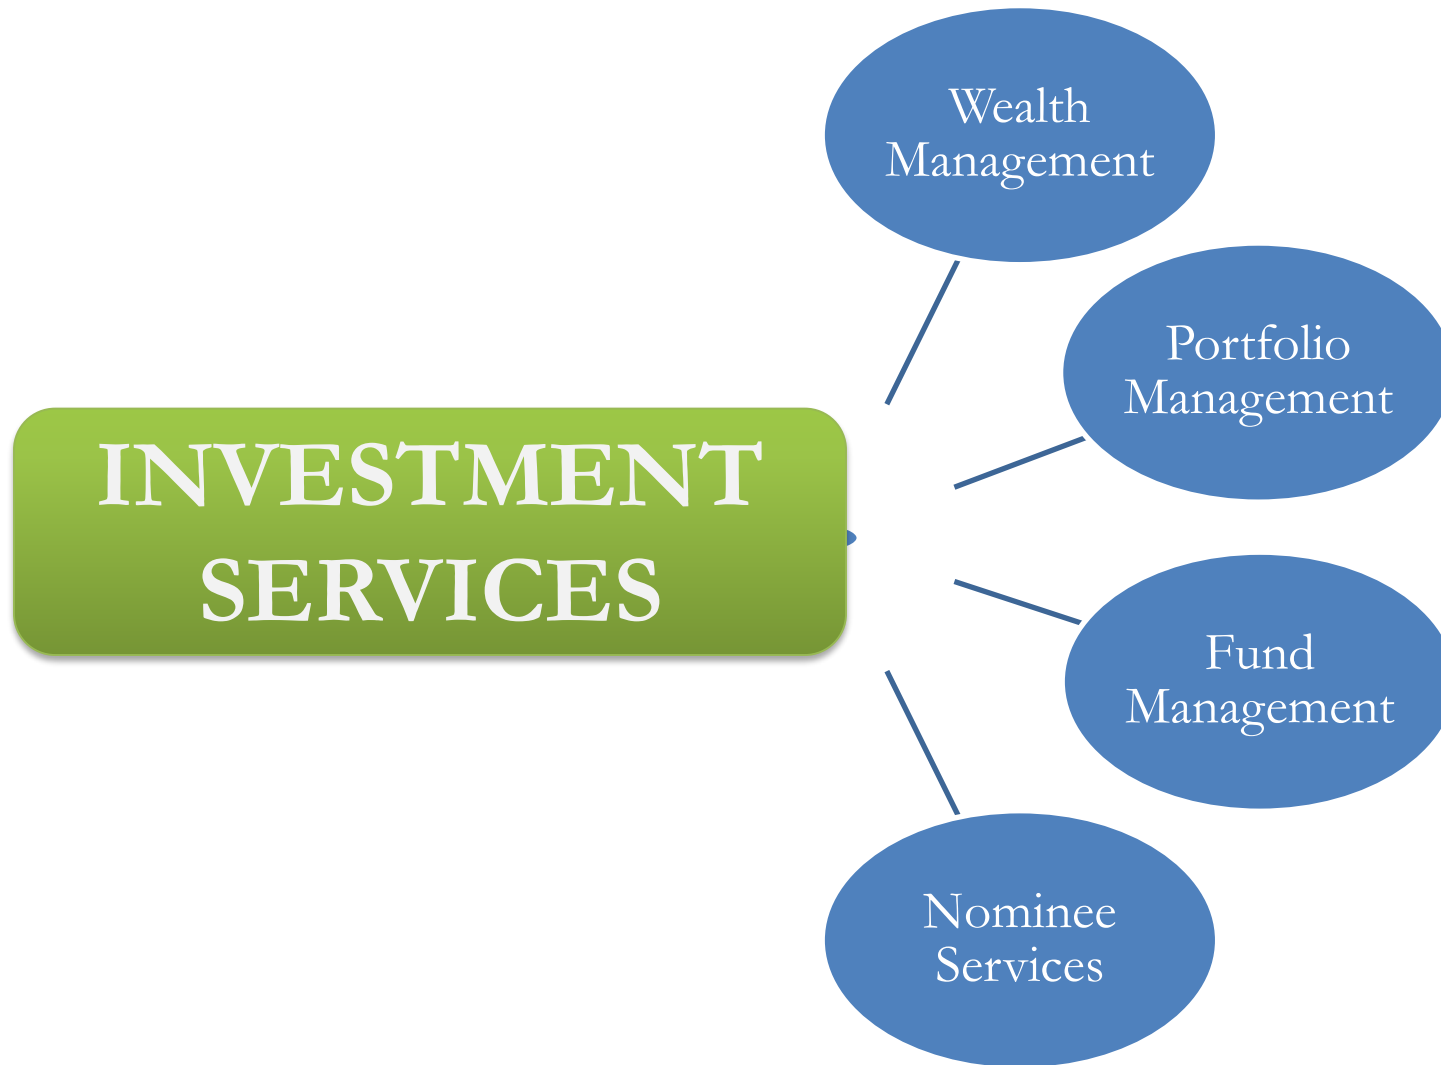 Wealth
Management
Portfolio
Management
INVESTMENT
SERVICES
Fund
Management
Nominee
Services